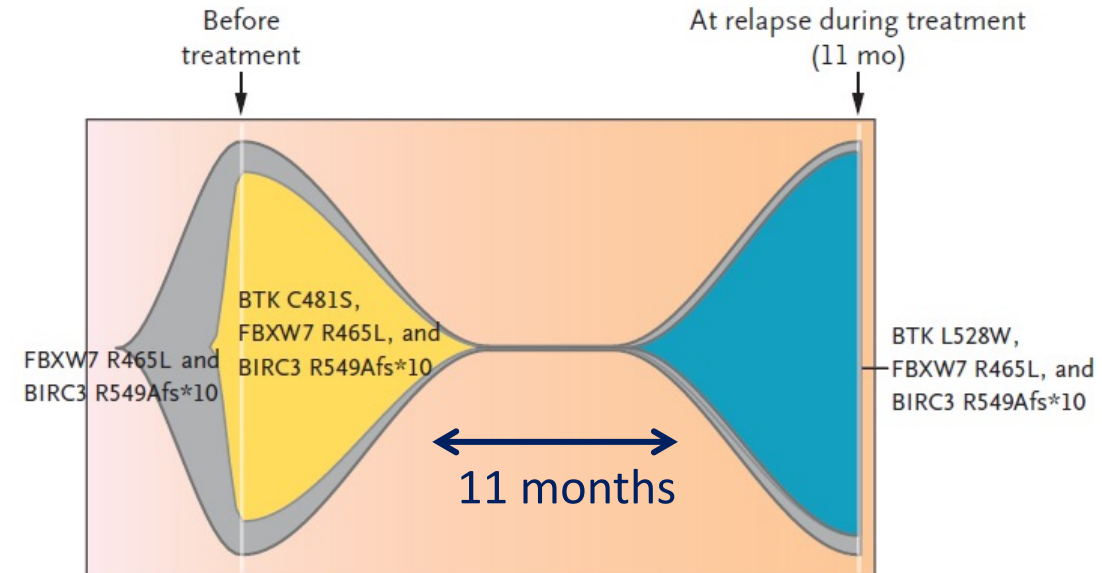 Before
treatment
At relapse during treatment
(11 mo)
FBXW7 R465L and
BIRC3 R549Afs*10
BTK C481S,
FBXW7 R465L, and
BIRC3 R549Afs*10
11 months
BTK L528W,
FBXW7 R465L, and
BIRC3 R549Afs*10